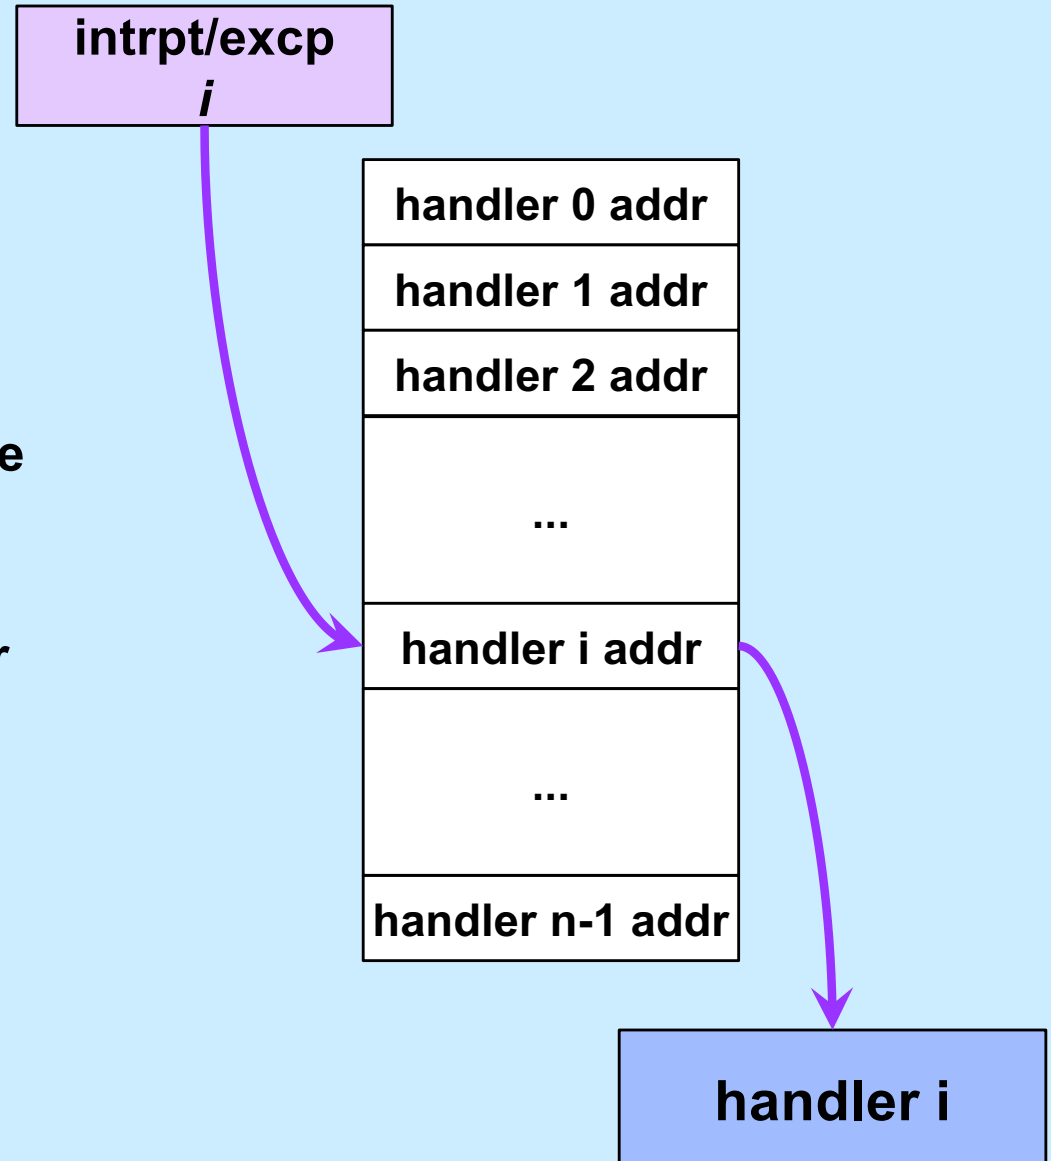 intrpt/excp
i
handler 0 addr
handler 1 addr
handler 2 addr
...
handler i addr
...
handler n-1 addr
handler i